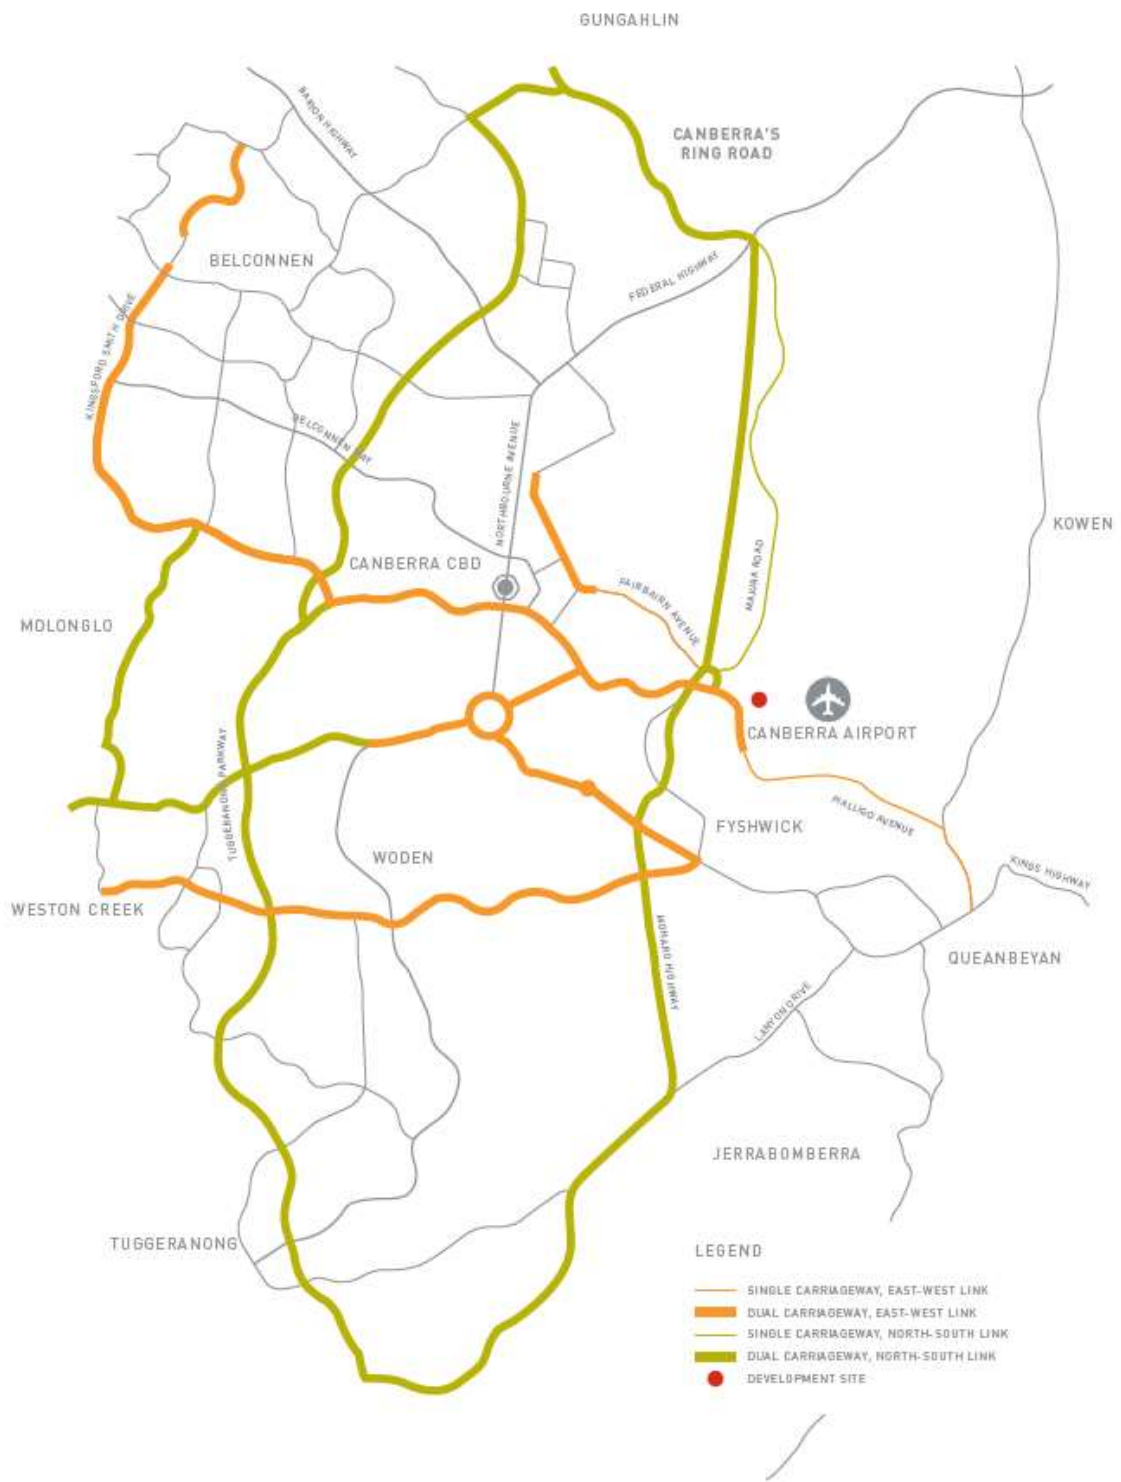 GUNGAHLIN
BARTON HIGHWAY
CANBERRA'S
RING ROAD
BELCONNEN
FEDERAL HIGHWAY
KINGSFORD SMITH DRIVE
BELCONNEN WAY
NORTHBOURNE AVENUE
KOWEN
CANBERRA CBD
FAIRBAIRN AVENUE
MAJURA ROAD
MOLONGLO
CANBERRA AIRPORT
TUGGERANONG PARKWAY
PIALLIGO AVENUE
FYSHWICK
WODEN
KINGS HIGHWAY
WESTON CREEK
MONARO HIGHWAY
QUEANBEYAN
LANYON DRIVE
JERRABOMBERRA
TUGGERANONG
LEGEND
SINGLE CARRIAGEWAY, EAST-WEST LINK
DUAL CARRIAGEWAY, EAST-WEST LINK
SINGLE CARRIAGEWAY, NORTH-SOUTH LINK
DUAL CARRIAGEWAY, NORTH-SOUTH LINK
DEVELOPMENT SITE